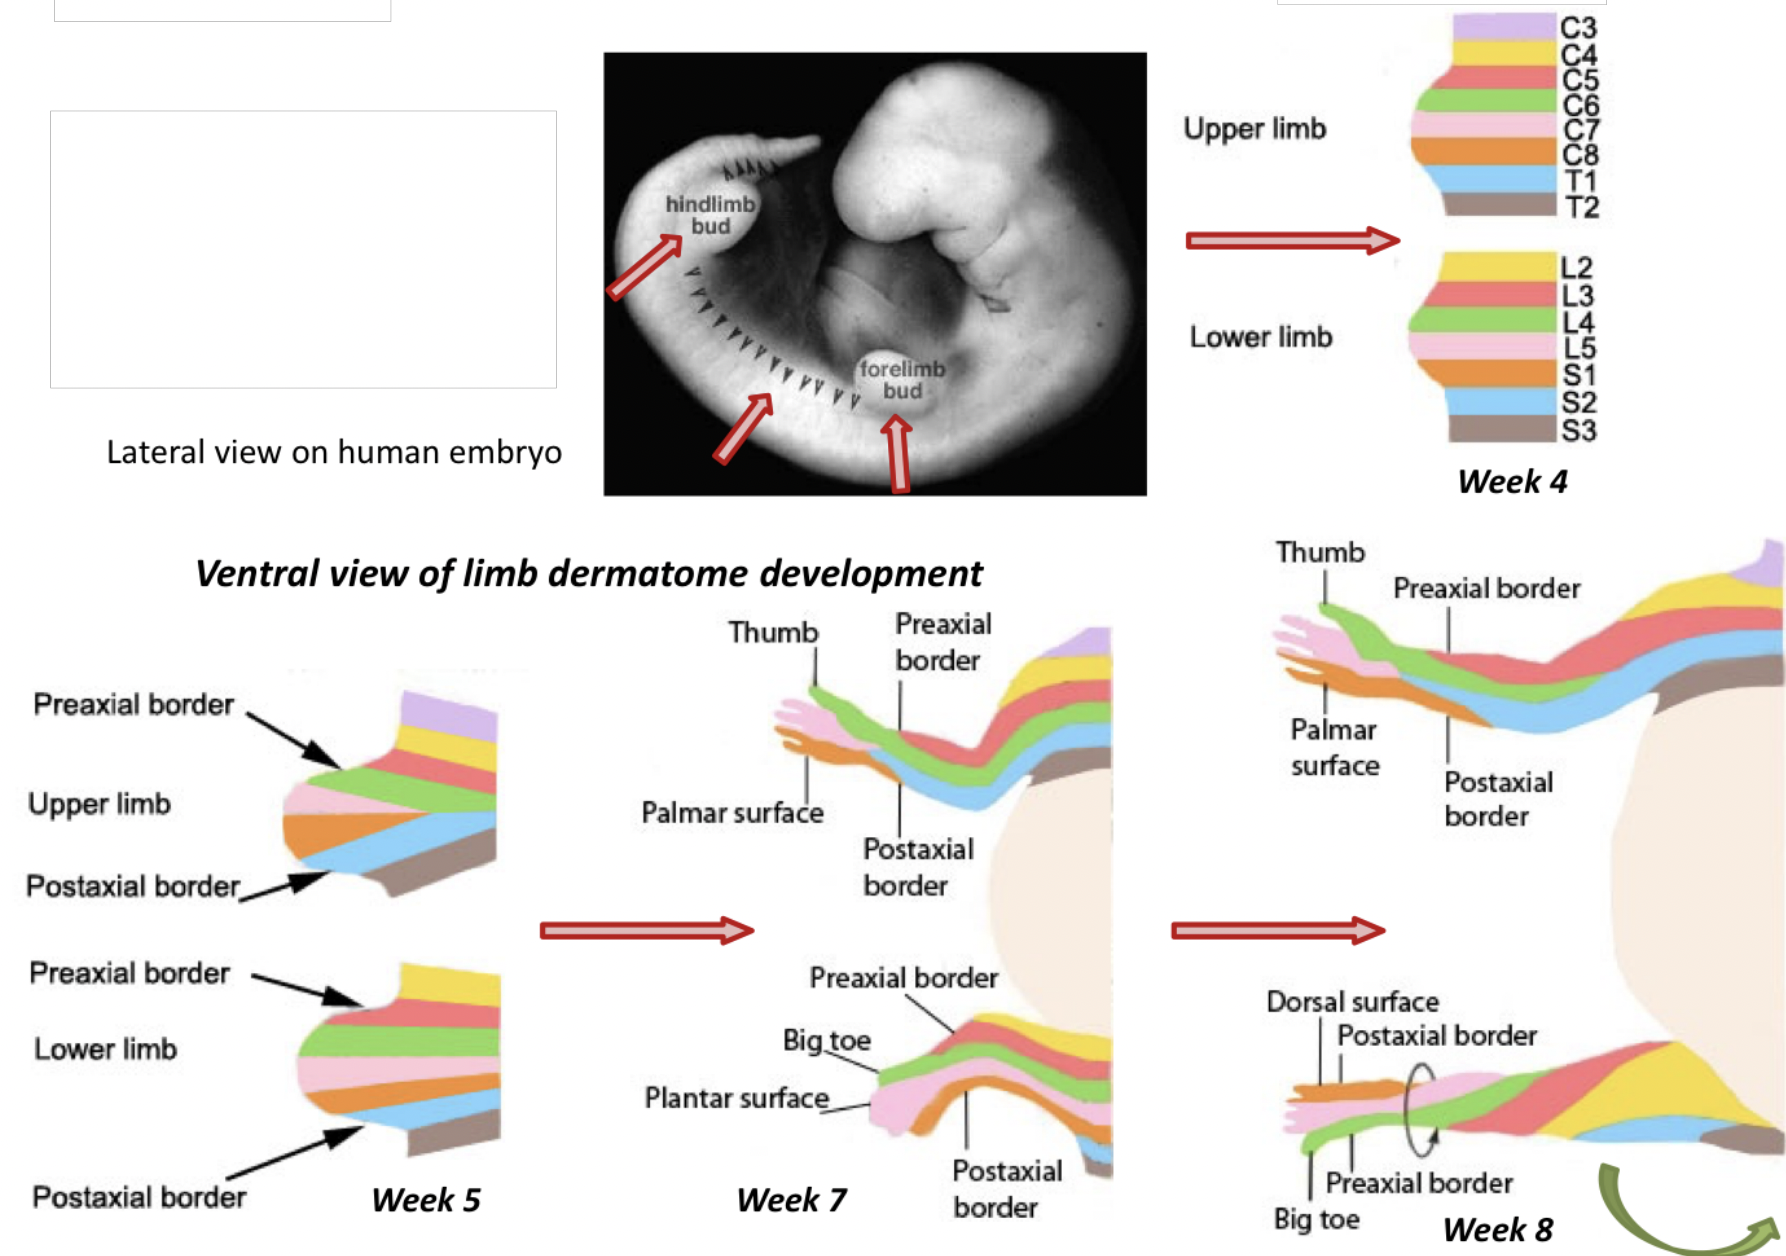 C3
C4
C5
C6
C7
C8
T1
T2
Upper limb
L2
L3
L4
L5
S1
S2
S3
Lower limb
Week 4
hindlimb
bud
forelimb
bud
Lateral view on human embryo
Ventral view of limb dermatome development
Preaxial border
Upper limb
Postaxial border
Preaxial border
Lower limb
Postaxial border
Week 5
Thumb
Preaxial
border
Palmar surface
Postaxial
border
Preaxial border
Big toe
Plantar surface
Postaxial
border
Week 7
Thumb
Preaxial border
Palmar
surface
Postaxial
border
Dorsal surface
Postaxial border
Preaxial border
Big toe
Week 8